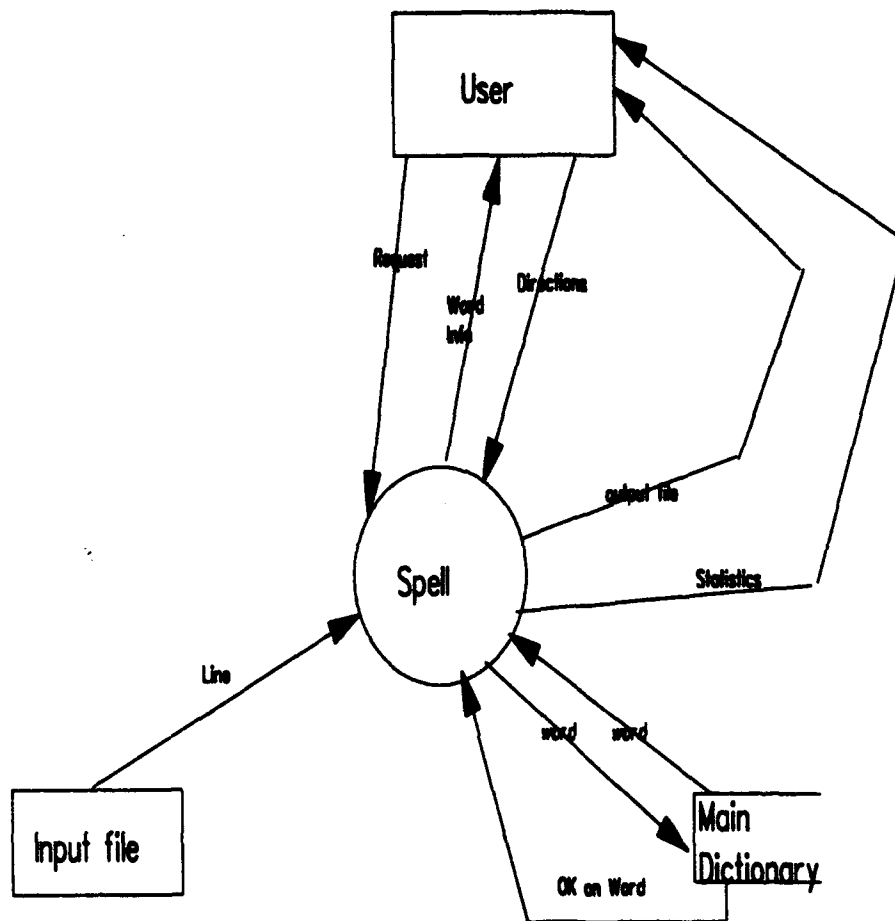 User
Request
Word
Info
Directions
output file
Spell
Statistics
Line
word
word
Input file
Main
Dictionary
OK on Word